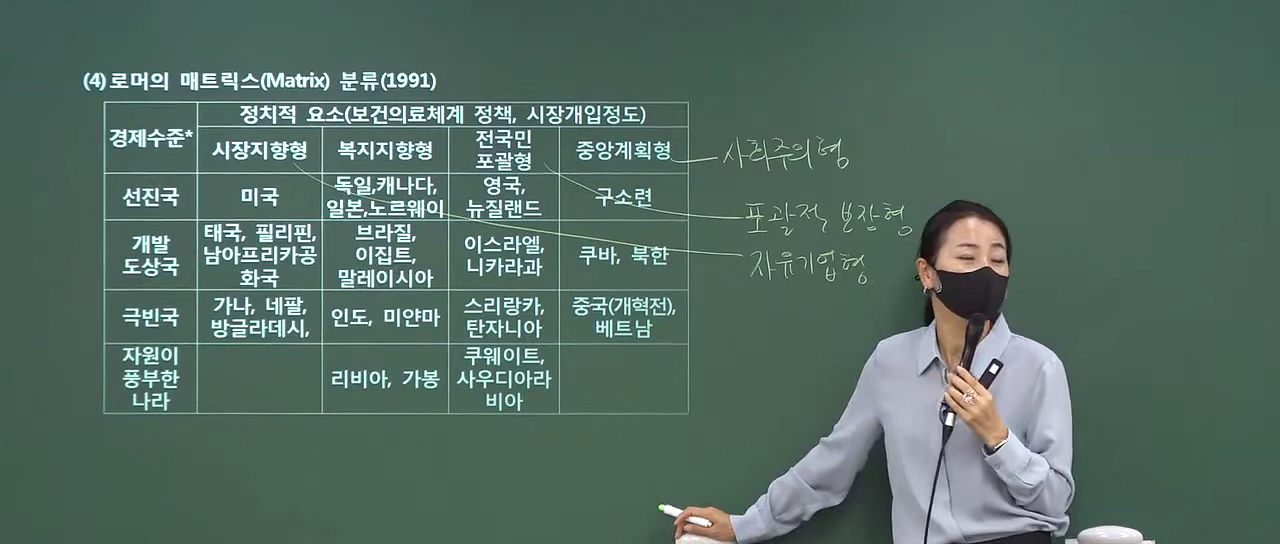 (4) 로머의 매트릭스(Matrix) 분류(1991)
경제수준*
정치적 요소(보건의료체계 정책, 시장개입정도)
시장지향형
복지지향형
전국민
포괄형
중앙계획형
선진국
미국
독일,캐나다,
일본,노르웨이
영국,
뉴질랜드
구소련
개발
도상국
태국, 필리핀,
남아프리카공
화국
브라질,
이집트,
말레이시아
이스라엘,
니카라과
쿠바, 북한
극빈국
가나, 네팔,
방글라데시,
인도, 미얀마
스리랑카,
탄자니아
중국(개혁전),
베트남
자원이
풍부한
나라
리비아, 가봉
쿠웨이트,
사우디아라
비아
사회주의형
포괄적 보장형
자유기업형